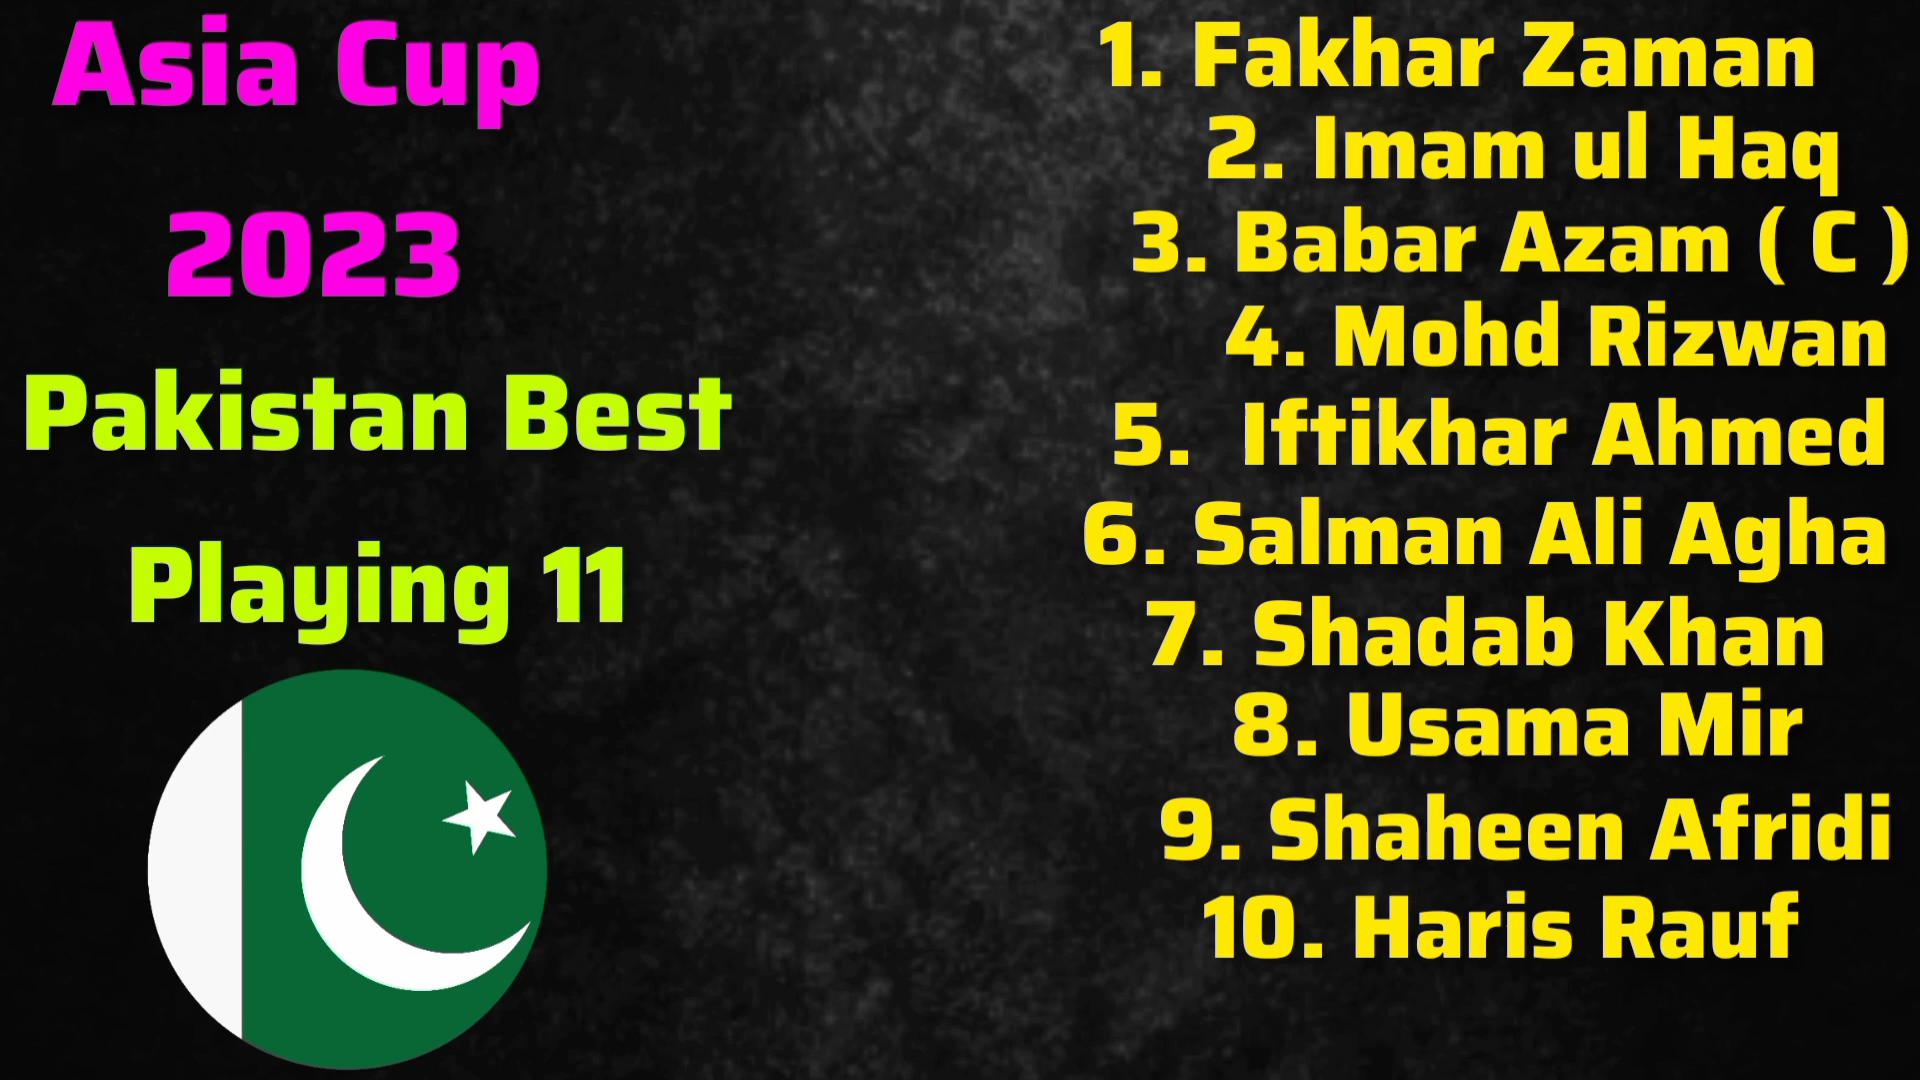 Asia Cup
2023
Pakistan Best
Playing 11
1. Fakhar Zaman
2. Imam ul Haq
3. Babar Azam ( C )
4. Mohd Rizwan
5. Iftikhar Ahmed
6. Salman Ali Agha
7. Shadab Khan
8. Usama Mir
9. Shaheen Afridi
10. Haris Rauf